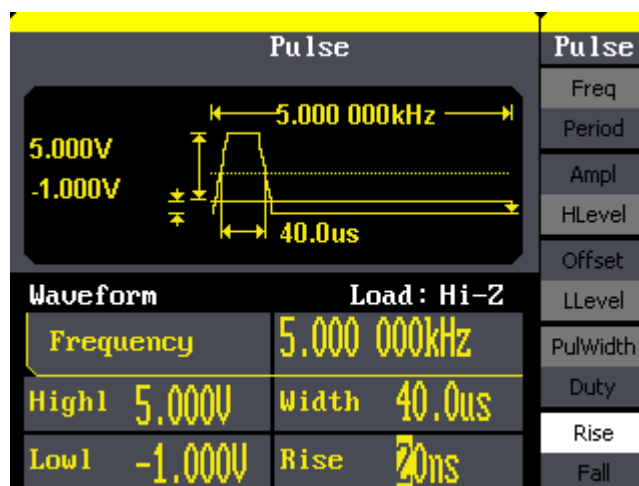 Pulse
5.000 000kHz
5.000V
-1.000V
40.0us
Waveform Load:Hi-Z
Frequency 5.000 000kHz
Highl 5.000V Width 40.0us
Lowl -1.000V Rise 20ns
Pulse
Freq
Period
Ampl
HLevel
Offset
LLevel
PulWidth
Duty
Rise
Fall